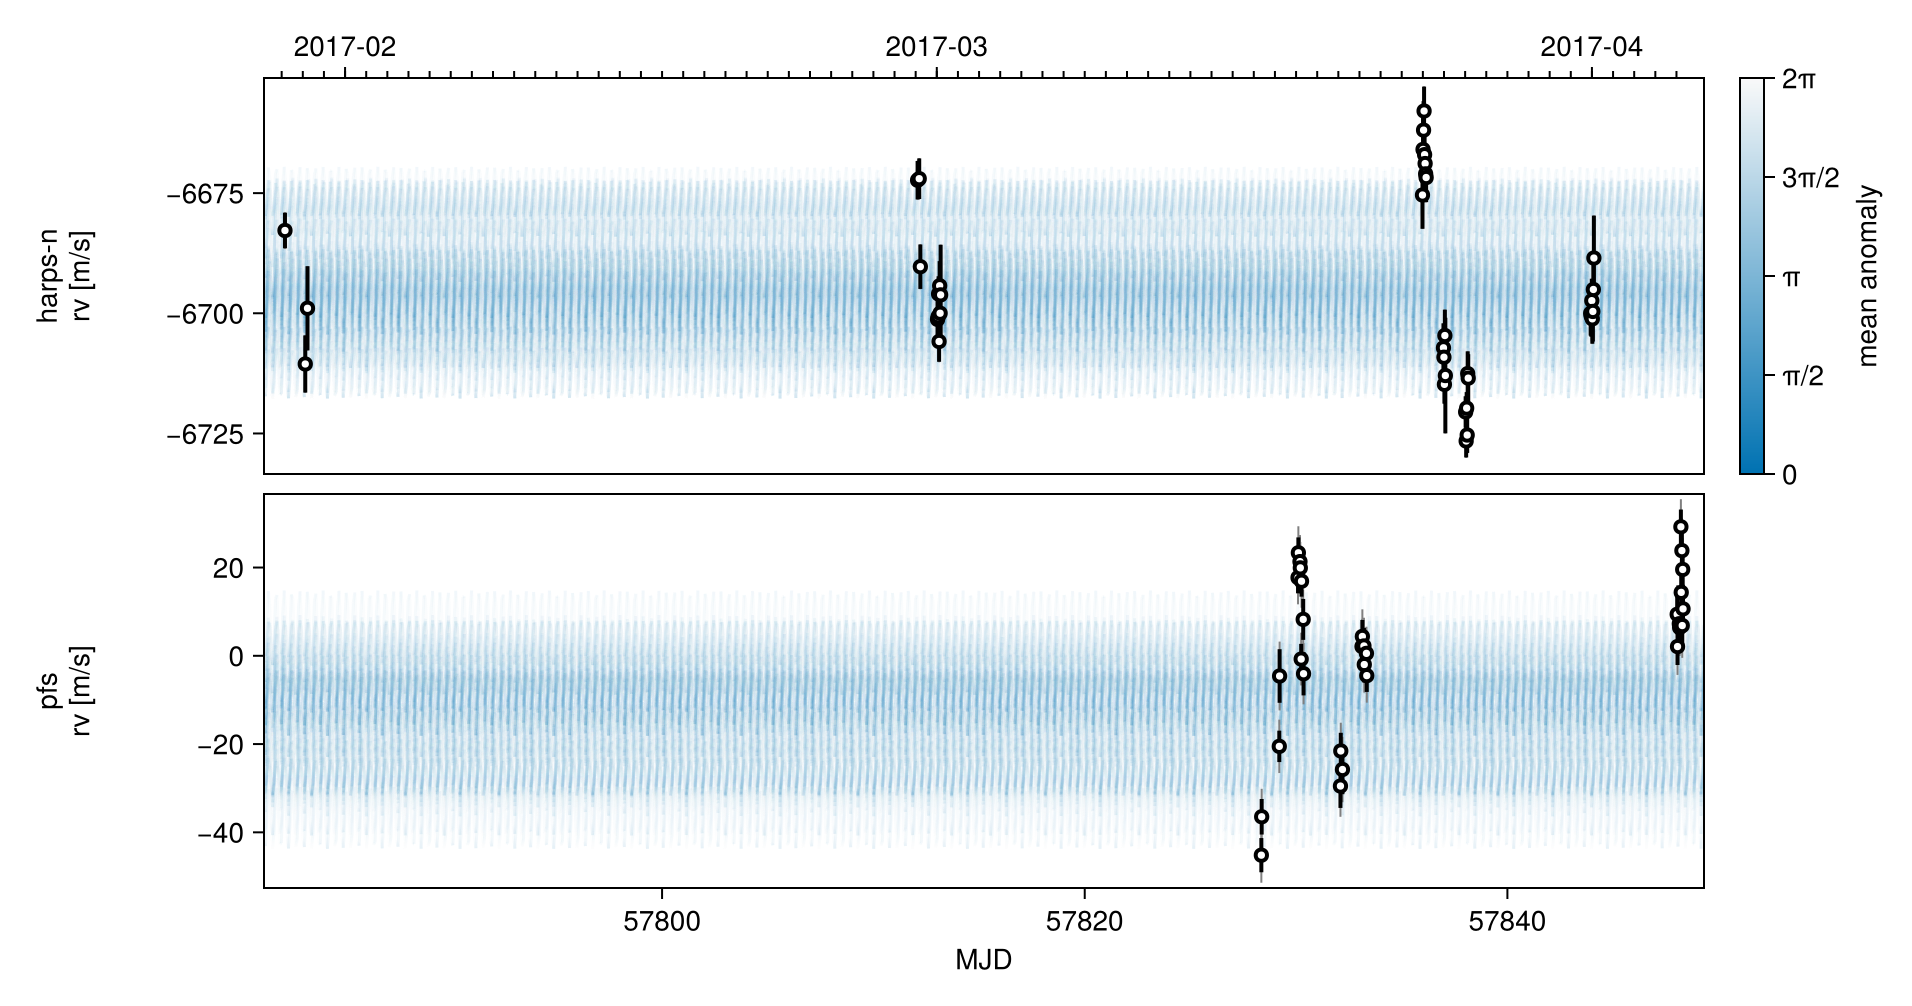 2017-02 2017-03 2017-04
harps-n
rv [m/s]
−6675
−6700
−6725
2π
3π/2
π
π/2
0
mean anomaly
pfs
rv [m/s]
20
0
−20
−40
57800 57820 57840
MJD